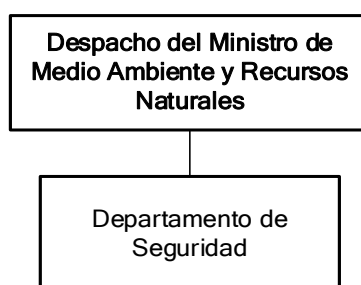 Despacho del Ministro de
Medio Ambiente y Recursos
Naturales
Departamento de
Seguridad